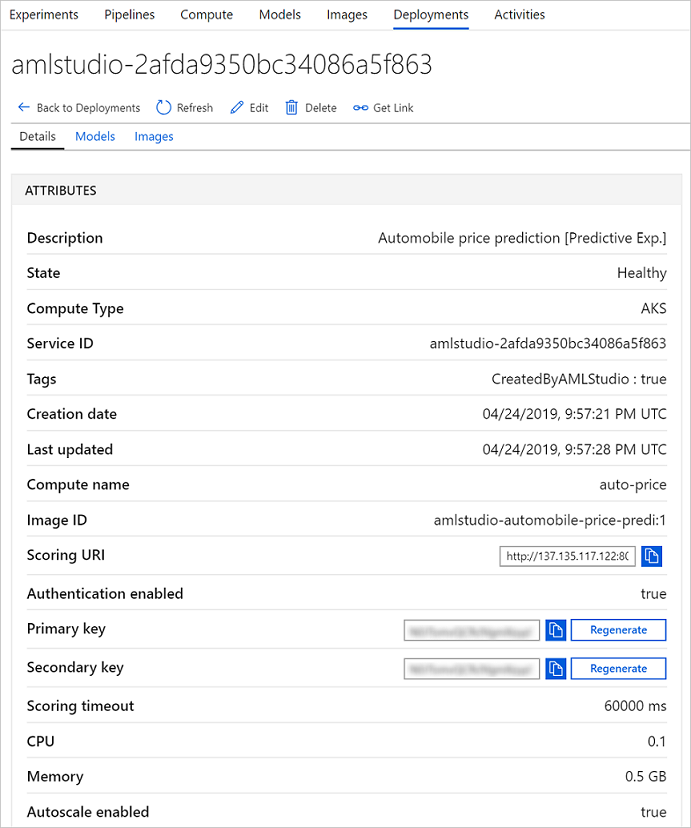 Experiments Pipelines Compute Models Images Deployments Activities
amlstudio-2afda9350bc34086a5f863
Back to Deployments Refresh Edit Delete Get Link
Details Models Images
ATTRIBUTES
Description Automobile price prediction [Predictive Exp.]
State Healthy
Compute Type AKS
Service ID amlstudio-2afda9350bc34086a5f863
Tags CreatedByAMLStudio : true
Creation date 04/24/2019, 9:57:21 PM UTC
Last updated 04/24/2019, 9:57:28 PM UTC
Compute name auto-price
Image ID amlstudio-automobile-price-predi:1
Scoring URI http://137.135.117.122:80
Authentication enabled true
Primary key Regenerate
Secondary key Regenerate
Scoring timeout 60000 ms
CPU 0.1
Memory 0.5 GB
Autoscale enabled true